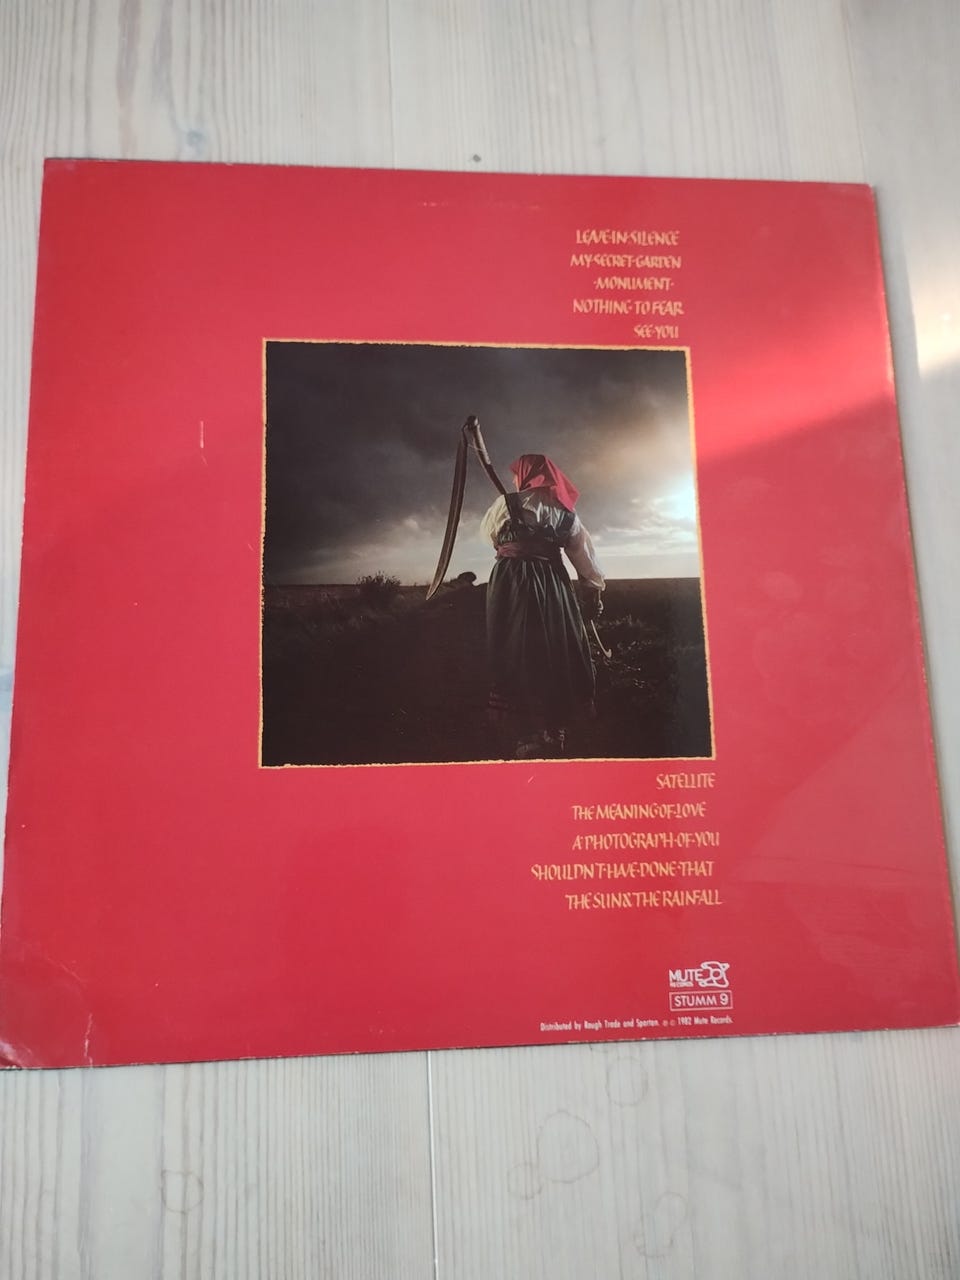 LEAVE·IN·SILENCE
MY·SECRET·GARDEN
·MONUMENT·
NOTHING·TO FEAR
SEE·YOU
SATELLITE
THE MEANING·OF·LOVE
A·PHOTOGRAPH·OF·YOU
SHOULDN'T·HAVE·DONE·THAT
THE SUN & THE RAINFALL
MUTE
RECORDS
STUMM 9
Distributed by Rough Trade and Spartan. ℗ © 1982 Mute Records.